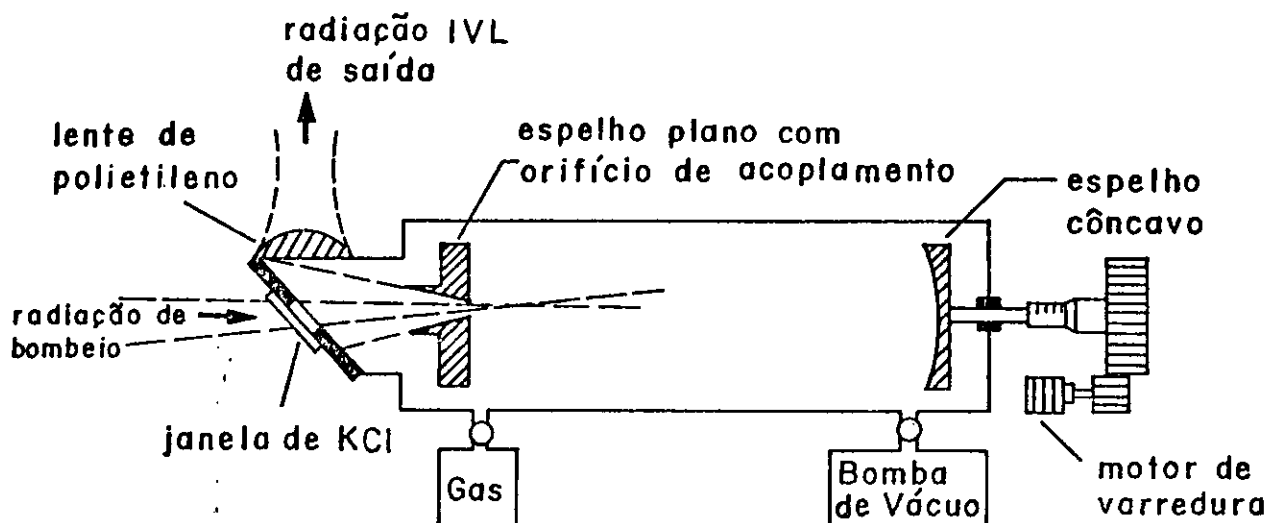 radiação IVL
de saída
lente de
polietileno
espelho plano com
orifício de acoplamento
espelho
côncavo
radiação de
bombeio
janela de KCl
Gas
Bomba
de Vácuo
motor de
varredura